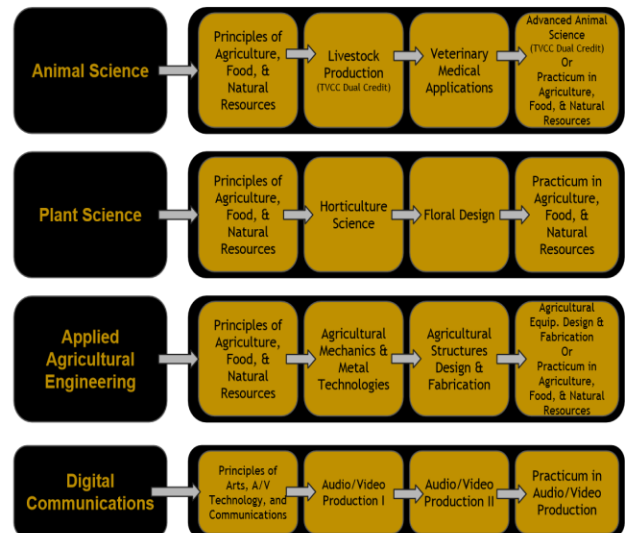 Animal Science
Principles of
Agriculture,
Food, &
Natural
Resources
Livestock
Production
(TVCC Dual Credit)
Veterinary
Medical
Applications
Advanced Animal
Science
(TVCC Dual Credit)
Or
Practicum in
Agriculture,
Food, & Natural
Resources
Plant Science
Principles of
Agriculture,
Food, &
Natural
Resources
Horticulture
Science
Floral Design
Practicum in
Agriculture,
Food, &
Natural
Resources
Applied
Agricultural
Engineering
Principles of
Agriculture,
Food, &
Natural
Resources
Agricultural
Mechanics &
Metal
Technologies
Agricultural
Structures
Design &
Fabrication
Agricultural
Equip. Design &
Fabrication
Or
Practicum in
Agriculture,
Food, & Natural
Resources
Digital
Communications
Principles of
Arts, A/V
Technology, and
Communications
Audio/Video
Production I
Audio/Video
Production II
Practicum in
Audio/Video
Production